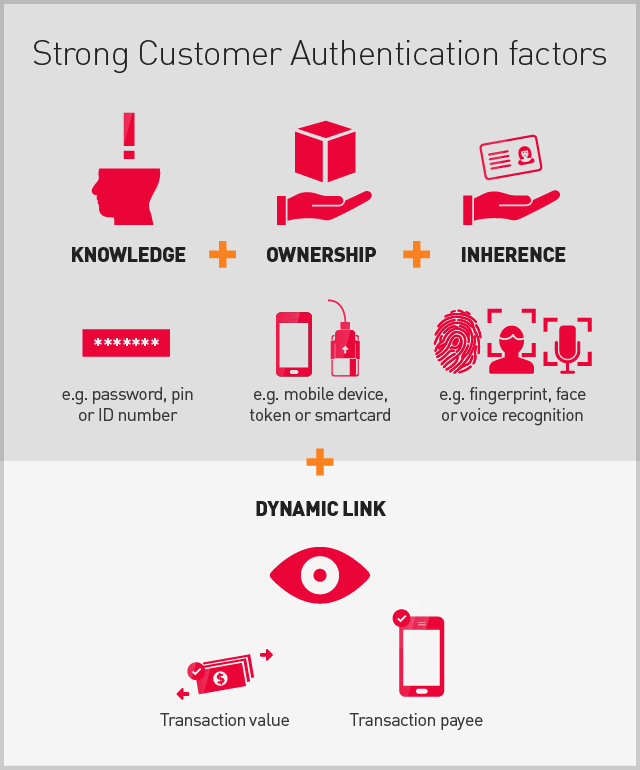 Strong Customer Authentication factors
KNOWLEDGE + OWNERSHIP + INHERENCE
*******
e.g. password, pin
or ID number
e.g. mobile device,
token or smartcard
e.g. fingerprint, face
or voice recognition
+
DYNAMIC LINK
$
Transaction value
Transaction payee